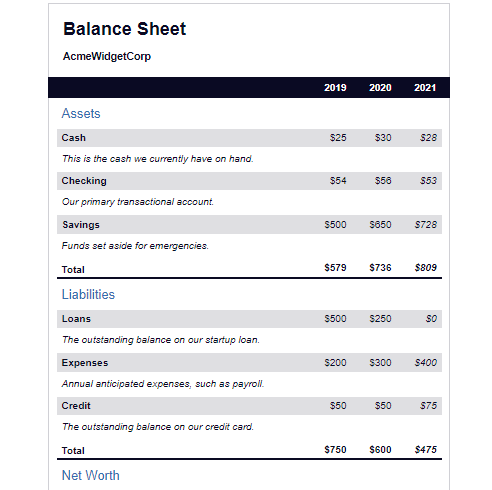 Balance Sheet
AcmeWidgetCorp
2019 2020 2021
Assets
Cash $25 $30 $28
This is the cash we currently have on hand.
Checking $54 $56 $53
Our primary transactional account.
Savings $500 $650 $728
Funds set aside for emergencies.
Total $579 $736 $809
Liabilities
Loans $500 $250 $0
The outstanding balance on our startup loan.
Expenses $200 $300 $400
Annual anticipated expenses, such as payroll.
Credit $50 $50 $75
The outstanding balance on our credit card.
Total $750 $600 $475
Net Worth